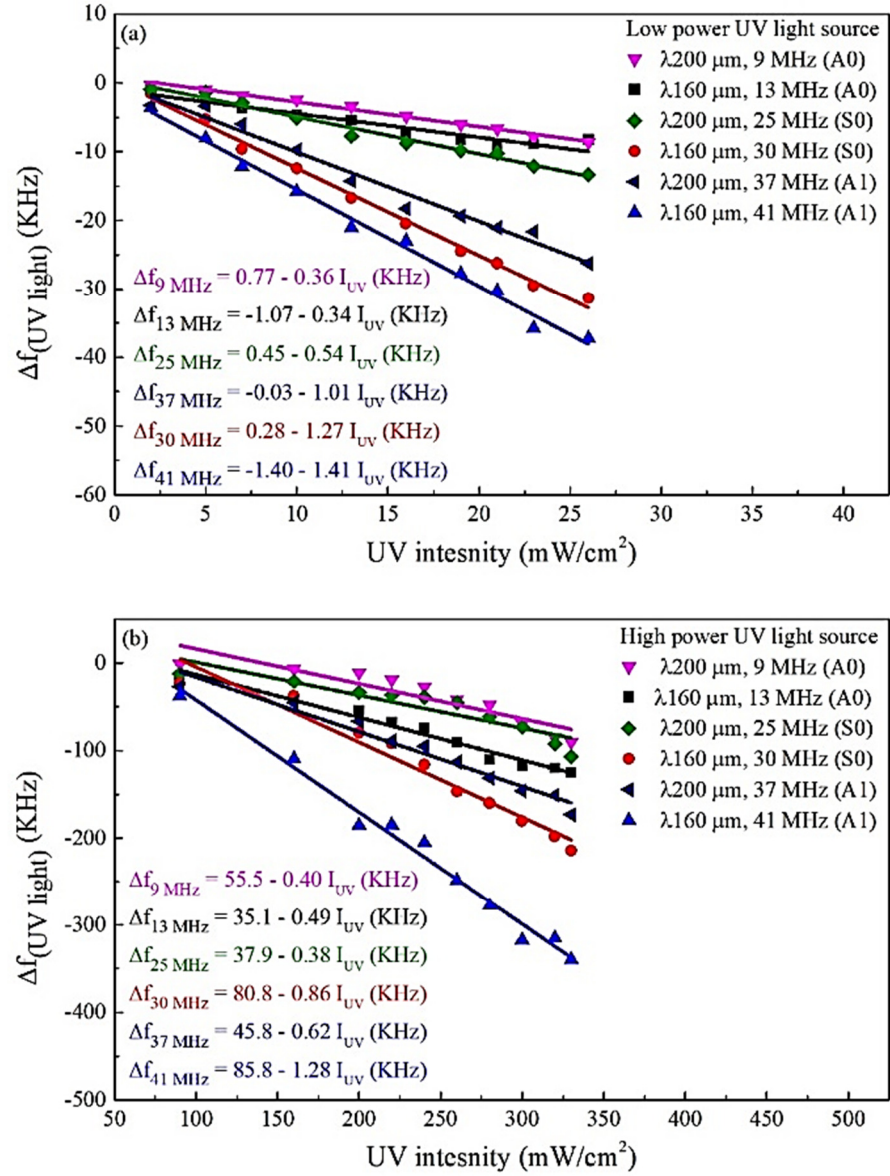 (a)
Low power UV light source
λ200 μm, 9 MHz (A0)
λ160 μm, 13 MHz (A0)
λ200 μm, 25 MHz (S0)
λ160 μm, 30 MHz (S0)
λ200 μm, 37 MHz (A1)
λ160 μm, 41 MHz (A1)
0
-10
-20
-30
-40
-50
-60
Δf(UV light) (KHz)
Δf9 MHz = 0.77 - 0.36 IUV (KHz)
Δf13 MHz = -1.07 - 0.34 IUV (KHz)
Δf25 MHz = 0.45 - 0.54 IUV (KHz)
Δf37 MHz = -0.03 - 1.01 IUV (KHz)
Δf30 MHz = 0.28 - 1.27 IUV (KHz)
Δf41 MHz = -1.40 - 1.41 IUV (KHz)
0 5 10 15 20 25 30 35 40
UV intesnity (mW/cm²)
(b)
High power UV light source
λ200 μm, 9 MHz (A0)
λ160 μm, 13 MHz (A0)
λ200 μm, 25 MHz (S0)
λ160 μm, 30 MHz (S0)
λ200 μm, 37 MHz (A1)
λ160 μm, 41 MHz (A1)
0
-100
-200
-300
-400
-500
Δf(UV light) (KHz)
Δf9 MHz = 55.5 - 0.40 IUV (KHz)
Δf13 MHz = 35.1 - 0.49 IUV (KHz)
Δf25 MHz = 37.9 - 0.38 IUV (KHz)
Δf30 MHz = 80.8 - 0.86 IUV (KHz)
Δf37 MHz = 45.8 - 0.62 IUV (KHz)
Δf41 MHz = 85.8 - 1.28 IUV (KHz)
50 100 150 200 250 300 350 400 450 500
UV intesnity (mW/cm²)